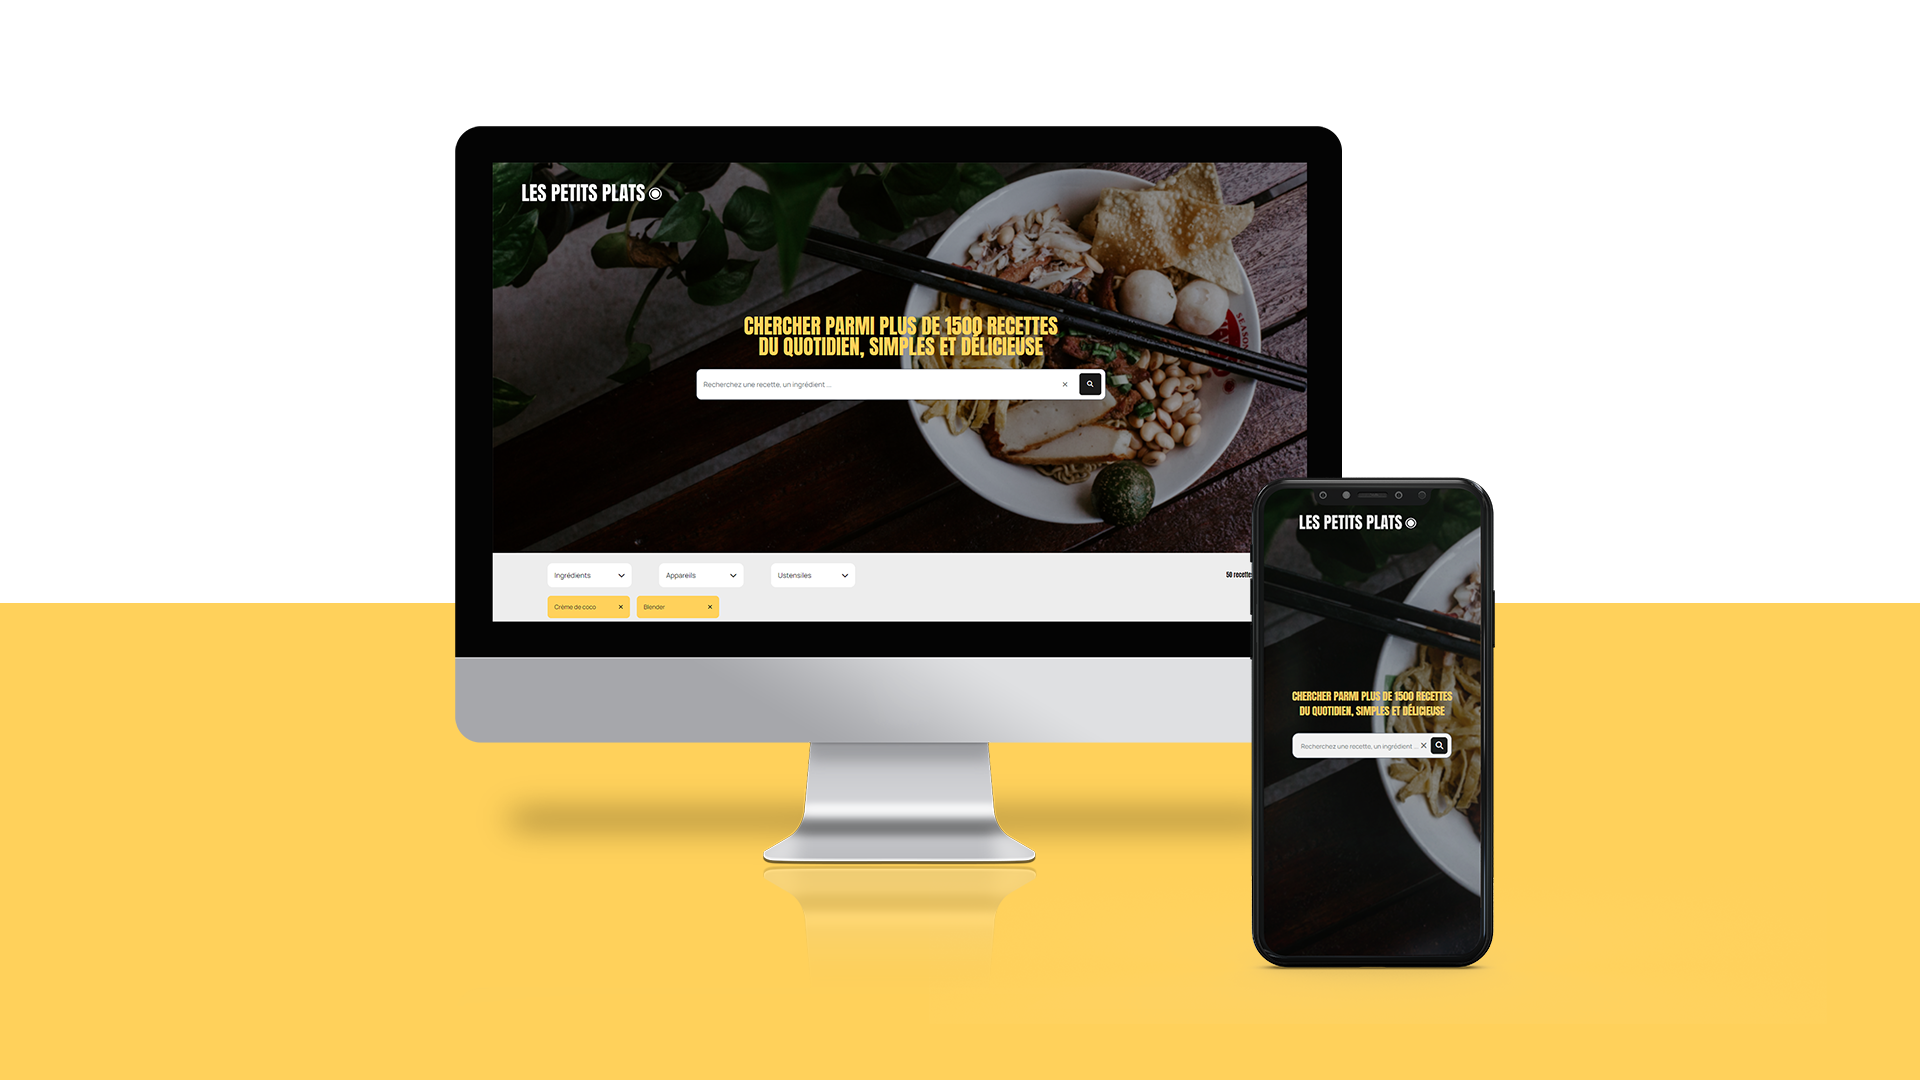 LES PETITS PLATS
CHERCHER PARMI PLUS DE 1500 RECETTES
DU QUOTIDIEN, SIMPLES ET DÉLICIEUSE
Recherchez une recette, un ingrédient ...
Ingrédients
Appareils
Ustensiles
50 recettes
Crème de coco
Blender
LES PETITS PLATS
CHERCHER PARMI PLUS DE 1500 RECETTES
DU QUOTIDIEN, SIMPLES ET DÉLICIEUSE
Recherchez une recette, un ingrédient ...